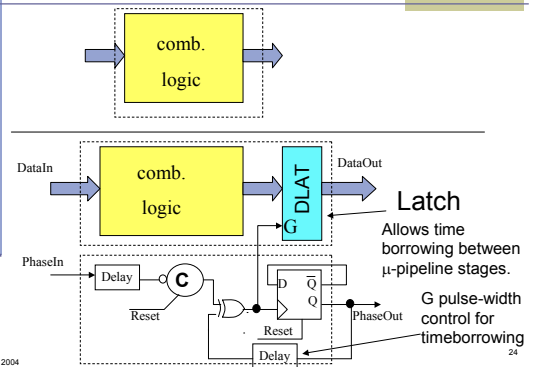 comb.
logic
DataIn
comb.
logic
DLAT
G
DataOut
Latch
Allows time
borrowing between
μ-pipeline stages.
PhaseIn
Delay
C
Reset
D
Q
Q
Reset
PhaseOut
Delay
G pulse-width
control for
timeborrowing
2004
24